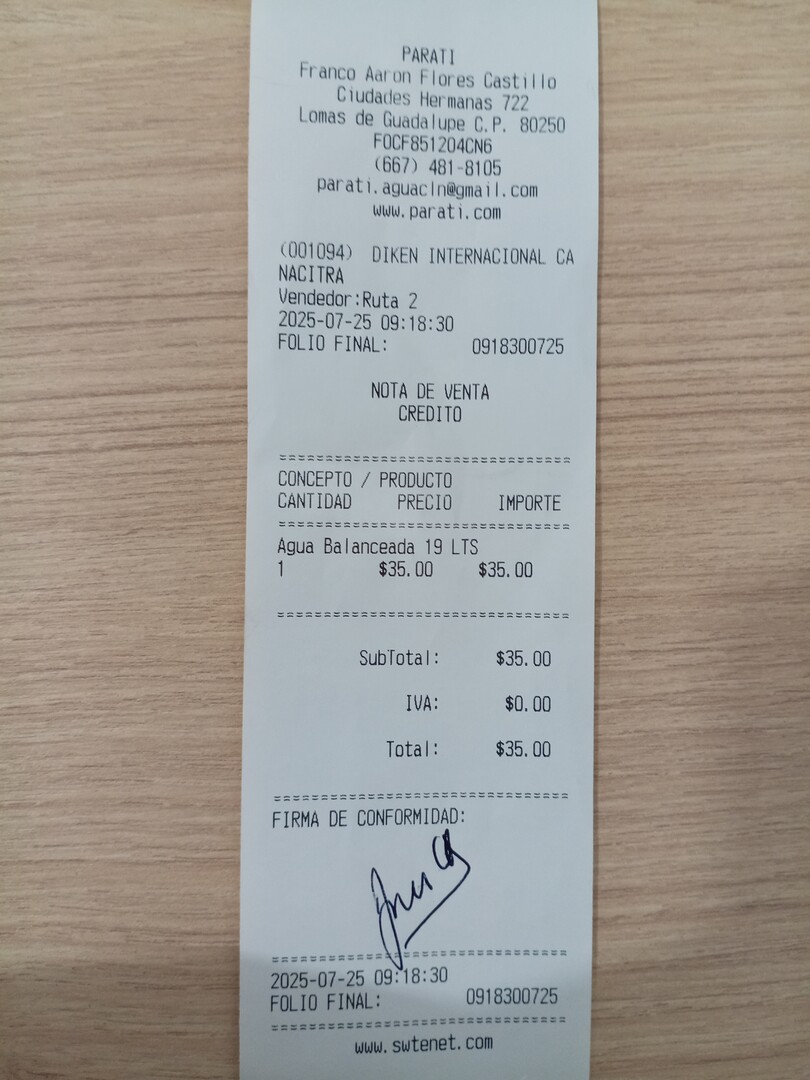 PARATI
Franco Aaron Flores Castillo
Ciudades Hermanas 722
Lomas de Guadalupe C.P. 80250
FOCF851204CN6
(667) 481-8105
parati.aguacln@gmail.com
www.parati.com
(001094) DIKEN INTERNACIONAL CA
NACITRA
Vendedor:Ruta 2
2025-07-25 09:18:30
FOLIO FINAL: 0918300725
NOTA DE VENTA
CREDITO
================================
CONCEPTO / PRODUCTO
CANTIDAD PRECIO IMPORTE
================================
Agua Balanceada 19 LTS
1 $35.00 $35.00
================================
SubTotal: $35.00
IVA: $0.00
Total: $35.00
================================
FIRMA DE CONFORMIDAD:
================================
2025-07-25 09:18:30
FOLIO FINAL: 0918300725
================================
www.swtenet.com